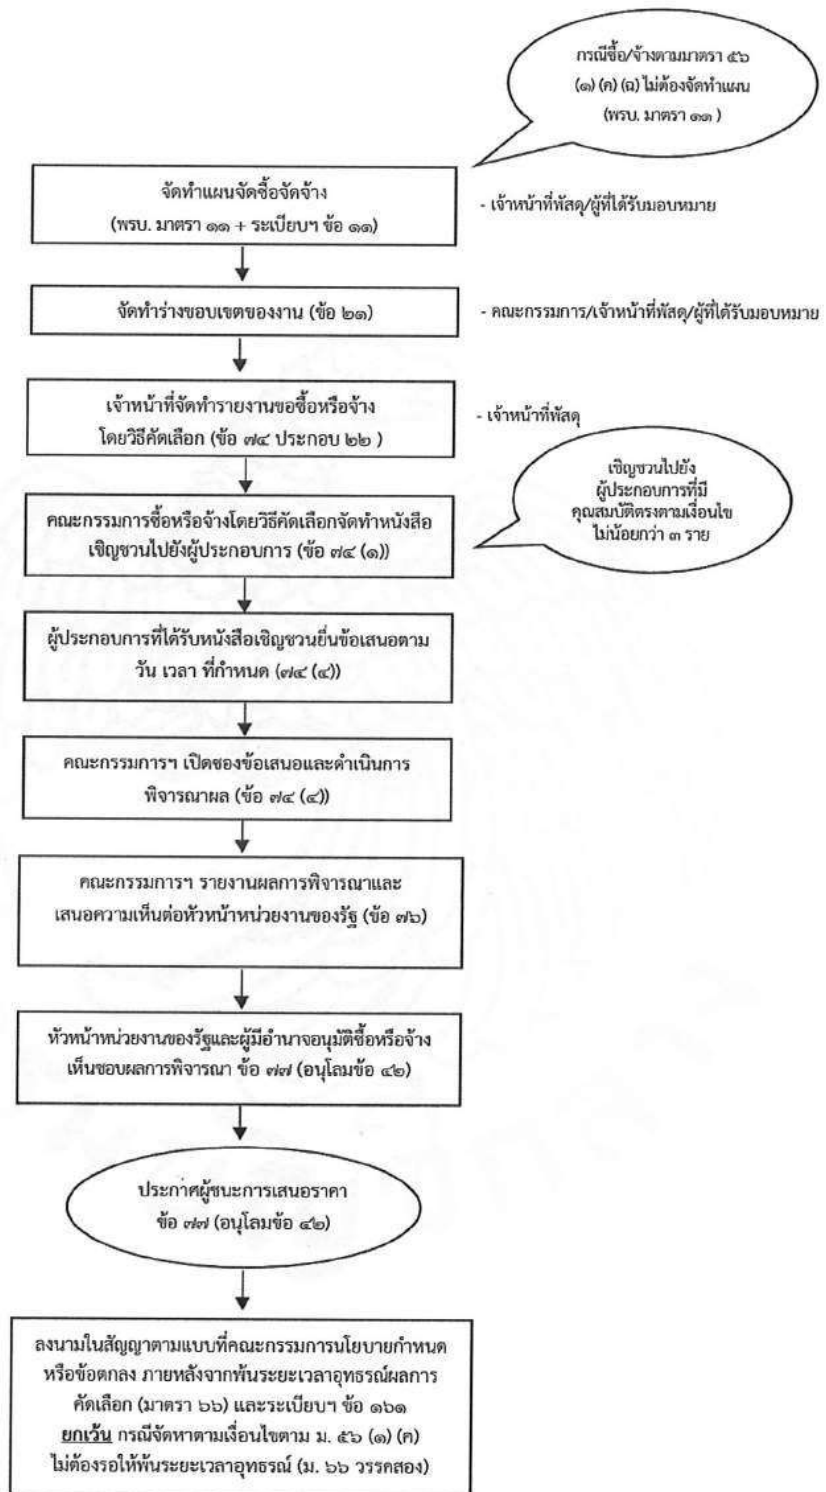 กรณีซื้อ/จ้างตามมาตรา ๕๖
(๑) (ค) (ฉ) ไม่ต้องจัดทำแผน
(พรบ. มาตรา ๑๑ )
จัดทำแผนจัดซื้อจัดจ้าง
(พรบ. มาตรา ๑๑ + ระเบียบฯ ข้อ ๑๑)
- เจ้าหน้าที่พัสดุ/ผู้ที่ได้รับมอบหมาย
จัดทำร่างขอบเขตของงาน (ข้อ ๒๑)
- คณะกรรมการ/เจ้าหน้าที่พัสดุ/ผู้ที่ได้รับมอบหมาย
เจ้าหน้าที่จัดทำรายงานขอซื้อหรือจ้าง
โดยวิธีคัดเลือก (ข้อ ๗๔ ประกอบ ๒๒ )
- เจ้าหน้าที่พัสดุ
เชิญชวนไปยัง
ผู้ประกอบการที่มี
คุณสมบัติตรงตามเงื่อนไข
ไม่น้อยกว่า ๓ ราย
คณะกรรมการซื้อหรือจ้างโดยวิธีคัดเลือกจัดทำหนังสือ
เชิญชวนไปยังผู้ประกอบการ (ข้อ ๗๔ (๑))
ผู้ประกอบการที่ได้รับหนังสือเชิญชวนยื่นข้อเสนอตาม
วัน เวลา ที่กำหนด (๗๔ (๔))
คณะกรรมการฯ เปิดซองข้อเสนอและดำเนินการ
พิจารณาผล (ข้อ ๗๔ (๔))
คณะกรรมการฯ รายงานผลการพิจารณาและ
เสนอความเห็นต่อหัวหน้าหน่วยงานของรัฐ (ข้อ ๗๖)
หัวหน้าหน่วยงานของรัฐและผู้มีอำนาจอนุมัติซื้อหรือจ้าง
เห็นชอบผลการพิจารณา ข้อ ๗๗ (อนุโลมข้อ ๔๒)
ประกาศผู้ชนะการเสนอราคา
ข้อ ๗๗ (อนุโลมข้อ ๔๒)
ลงนามในสัญญาตามแบบที่คณะกรรมการนโยบายกำหนด
หรือข้อตกลง ภายหลังจากพ้นระยะเวลาอุทธรณ์ผลการ
คัดเลือก (มาตรา ๖๖) และระเบียบฯ ข้อ ๑๖๑
ยกเว้น กรณีจัดหาตามเงื่อนไขตาม ม. ๕๖ (๑) (ค)
ไม่ต้องรอให้พ้นระยะเวลาอุทธรณ์ (ม. ๖๖ วรรคสอง)